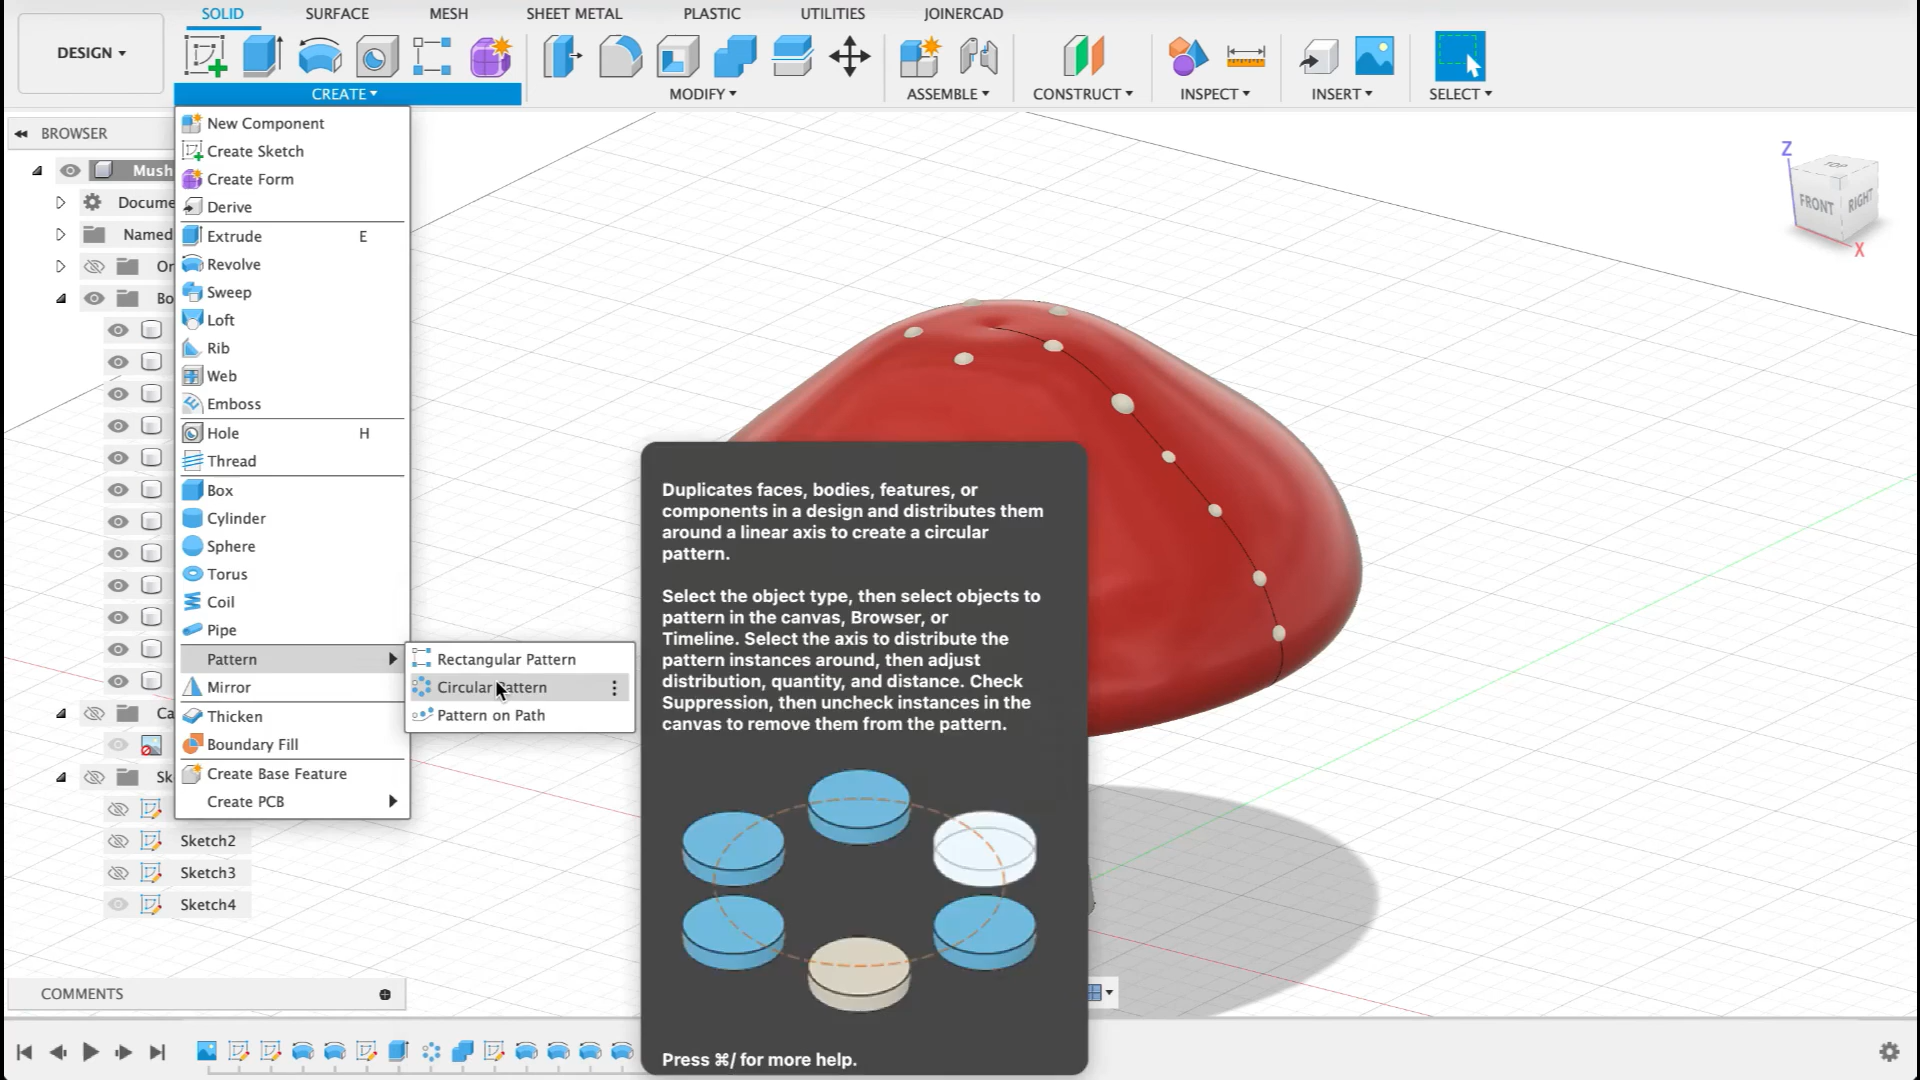 SOLID SURFACE MESH SHEET METAL PLASTIC UTILITIES JOINERCAD
DESIGN
CREATE MODIFY ASSEMBLE CONSTRUCT INSPECT INSERT SELECT
BROWSER
Mush
Docume
Named
Or
Bo
Ca
Sk
Sketch2
Sketch3
Sketch4
New Component
Create Sketch
Create Form
Derive
Extrude E
Revolve
Sweep
Loft
Rib
Web
Emboss
Hole H
Thread
Box
Cylinder
Sphere
Torus
Coil
Pipe
Pattern
Mirror
Thicken
Boundary Fill
Create Base Feature
Create PCB
Rectangular Pattern
Circular Pattern
Pattern on Path
Duplicates faces, bodies, features, or
components in a design and distributes them
around a linear axis to create a circular
pattern.
Select the object type, then select objects to
pattern in the canvas, Browser, or
Timeline. Select the axis to distribute the
pattern instances around, then adjust
distribution, quantity, and distance. Check
Suppression, then uncheck instances in the
canvas to remove them from the pattern.
Press ⌘/ for more help.
Z
TOP
FRONT
RIGHT
X
COMMENTS